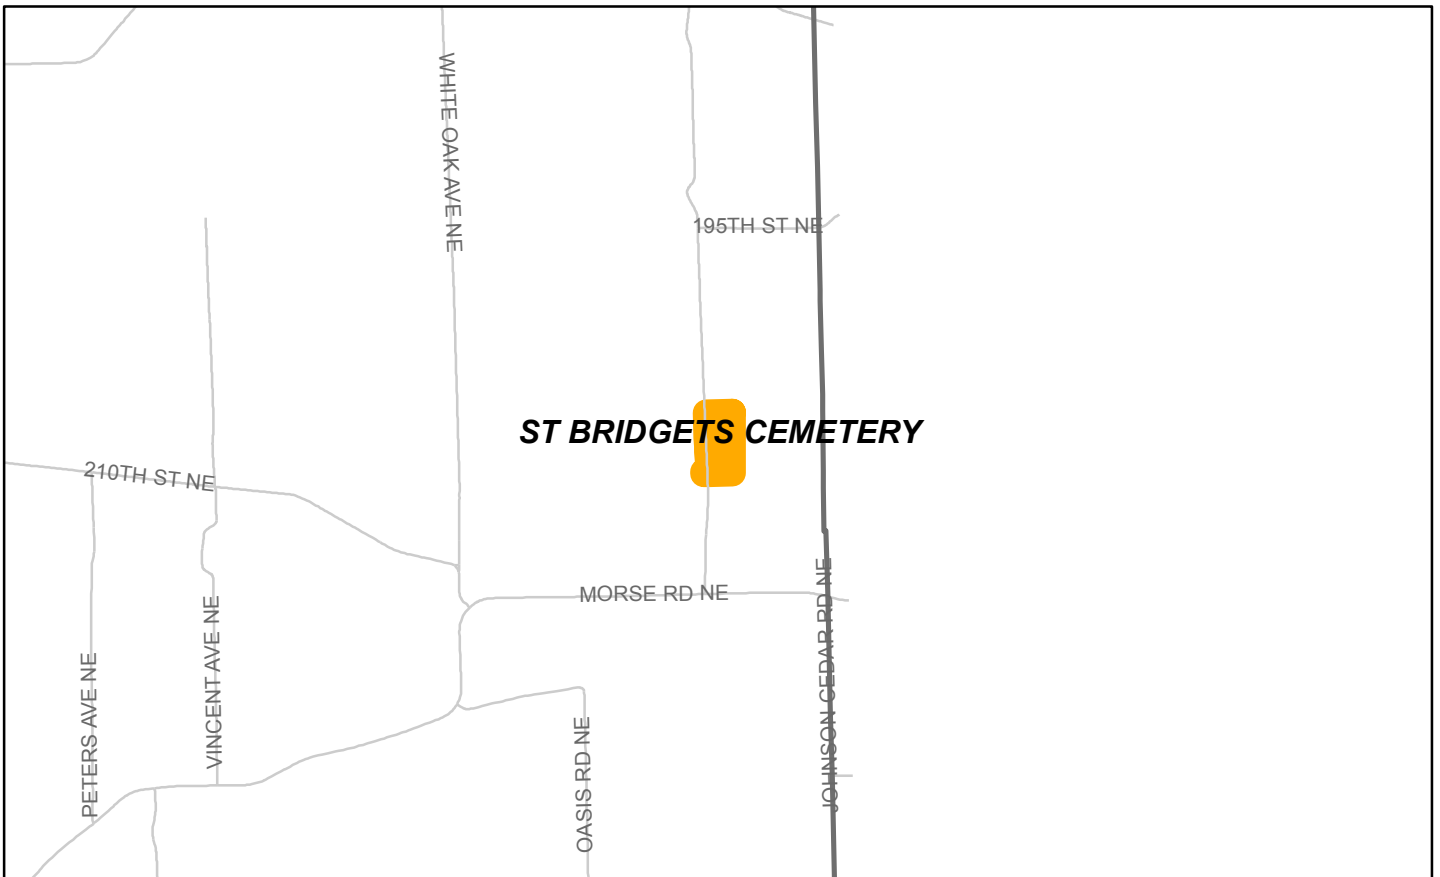 WHITE OAK AVE NE
195TH ST NE
ST BRIDGETS CEMETERY
210TH ST NE
MORSE RD NE
JOHNSON CEDAR RD NE
VINCENT AVE NE
PETERS AVE NE
OASIS RD NE